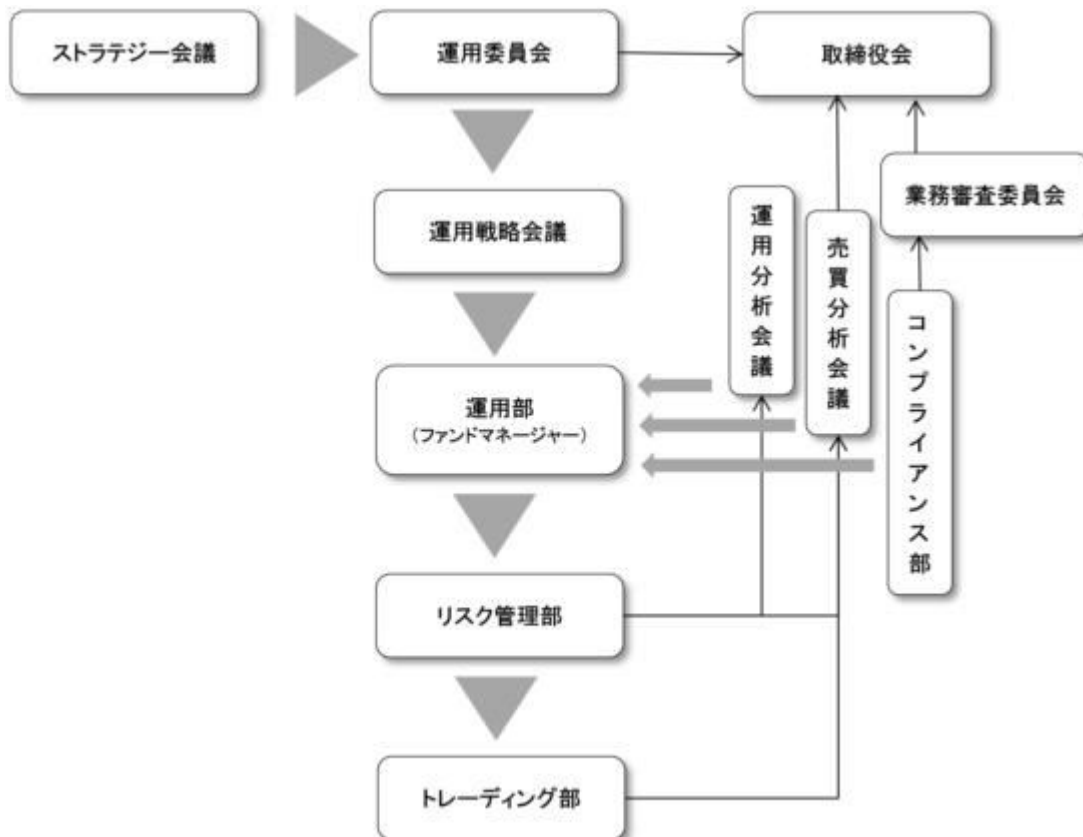 ストラテジー会議
運用委員会
取締役会
業務審査委員会
運用戦略会議
運用分析会議
売買分析会議
コンプライアンス部
運用部
（ファンドマネージャー）
リスク管理部
トレーディング部